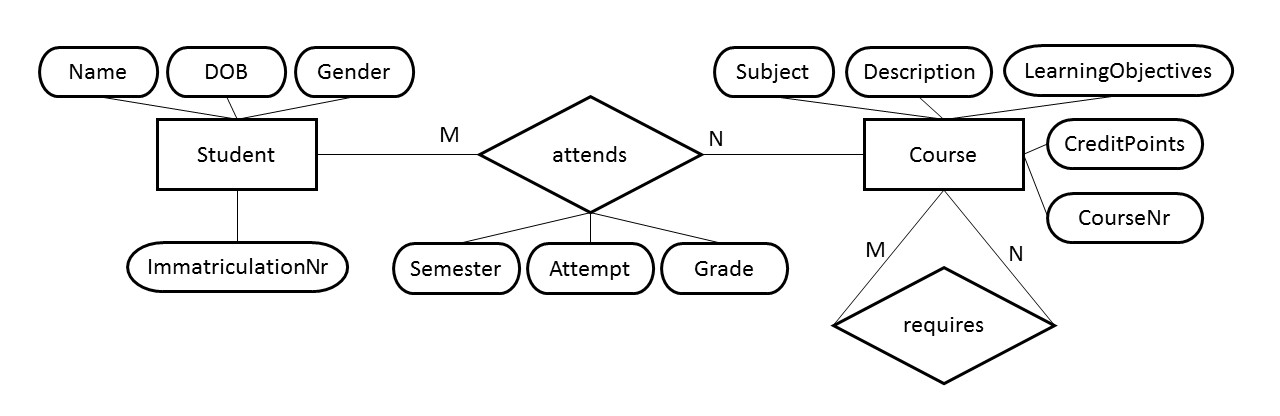 Name
DOB
Gender
Subject
Description
LearningObjectives
Student
M
attends
N
Course
CreditPoints
CourseNr
ImmatriculationNr
Semester
Attempt
Grade
M
N
requires